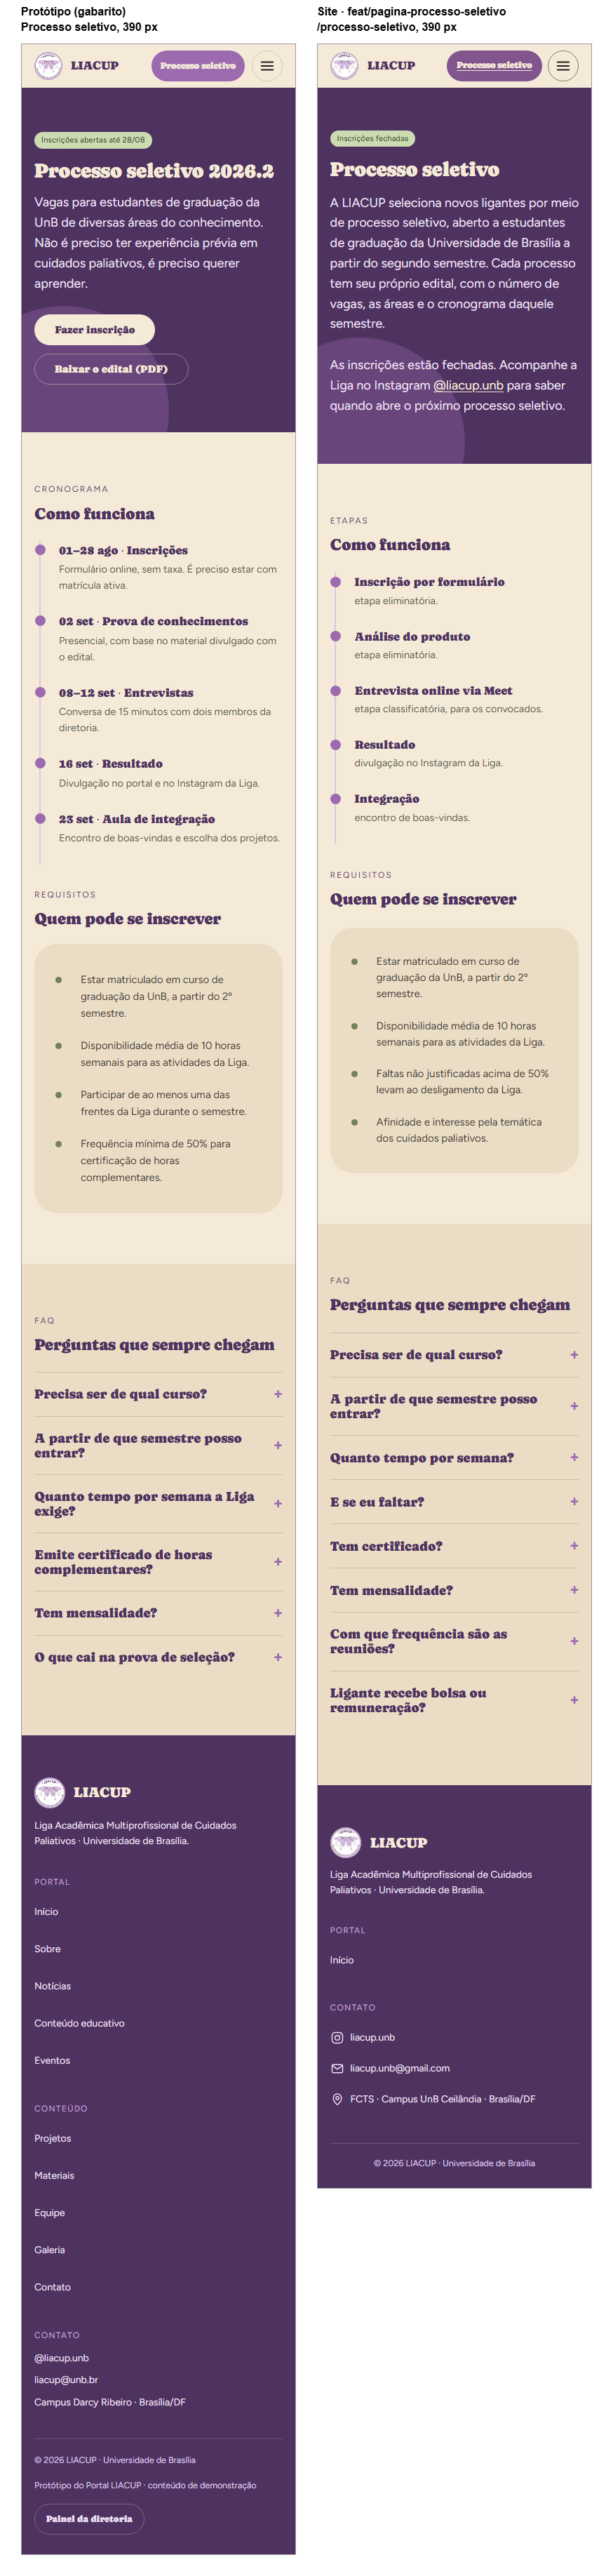 Protótipo (gabarito)
Processo seletivo, 390 px
LIACUP
Processo seletivo
Inscrições abertas até 28/08
Processo seletivo 2026.2
Vagas para estudantes de graduação da
UnB de diversas áreas do conhecimento.
Não é preciso ter experiência prévia em
cuidados paliativos, é preciso querer
aprender.
Fazer inscrição
Baixar o edital (PDF)
CRONOGRAMA
Como funciona
01–28 ago · Inscrições
Formulário online, sem taxa. É preciso estar com
matrícula ativa.
02 set · Prova de conhecimentos
Presencial, com base no material divulgado com
o edital.
08–12 set · Entrevistas
Conversa de 15 minutos com dois membros da
diretoria.
16 set · Resultado
Divulgação no portal e no Instagram da Liga.
23 set · Aula de integração
Encontro de boas-vindas e escolha dos projetos.
REQUISITOS
Quem pode se inscrever
Estar matriculado em curso de
graduação da UnB, a partir do 2º
semestre.
Disponibilidade média de 10 horas
semanais para as atividades da Liga.
Participar de ao menos uma das
frentes da Liga durante o semestre.
Frequência mínima de 50% para
certificação de horas
complementares.
FAQ
Perguntas que sempre chegam
Precisa ser de qual curso? +
A partir de que semestre posso
entrar? +
Quanto tempo por semana a Liga
exige? +
Emite certificado de horas
complementares? +
Tem mensalidade? +
O que cai na prova de seleção? +
LIACUP
Liga Acadêmica Multiprofissional de Cuidados
Paliativos · Universidade de Brasília.
PORTAL
Início
Sobre
Notícias
Conteúdo educativo
Eventos
CONTEÚDO
Projetos
Materiais
Equipe
Galeria
Contato
CONTATO
@liacup.unb
liacup@unb.br
Campus Darcy Ribeiro · Brasília/DF
© 2026 LIACUP · Universidade de Brasília
Protótipo do Portal LIACUP · conteúdo de demonstração
Painel da diretoria
Site · feat/pagina-processo-seletivo
/processo-seletivo, 390 px
LIACUP
Processo seletivo
Inscrições fechadas
Processo seletivo
A LIACUP seleciona novos ligantes por meio
de processo seletivo, aberto a estudantes
de graduação da Universidade de Brasília a
partir do segundo semestre. Cada processo
tem seu próprio edital, com o número de
vagas, as áreas e o cronograma daquele
semestre.
As inscrições estão fechadas. Acompanhe a
Liga no Instagram @liacup.unb para saber
quando abre o próximo processo seletivo.
ETAPAS
Como funciona
Inscrição por formulário
etapa eliminatória.
Análise do produto
etapa eliminatória.
Entrevista online via Meet
etapa classificatória, para os convocados.
Resultado
divulgação no Instagram da Liga.
Integração
encontro de boas-vindas.
REQUISITOS
Quem pode se inscrever
Estar matriculado em curso de
graduação da UnB, a partir do 2º
semestre.
Disponibilidade média de 10 horas
semanais para as atividades da Liga.
Faltas não justificadas acima de 50%
levam ao desligamento da Liga.
Afinidade e interesse pela temática
dos cuidados paliativos.
FAQ
Perguntas que sempre chegam
Precisa ser de qual curso? +
A partir de que semestre posso
entrar? +
Quanto tempo por semana? +
E se eu faltar? +
Tem certificado? +
Tem mensalidade? +
Com que frequência são as
reuniões? +
Ligante recebe bolsa ou
remuneração? +
LIACUP
Liga Acadêmica Multiprofissional de Cuidados
Paliativos · Universidade de Brasília.
PORTAL
Início
CONTATO
liacup.unb
liacup.unb@gmail.com
FCTS · Campus UnB Ceilândia · Brasília/DF
© 2026 LIACUP · Universidade de Brasília